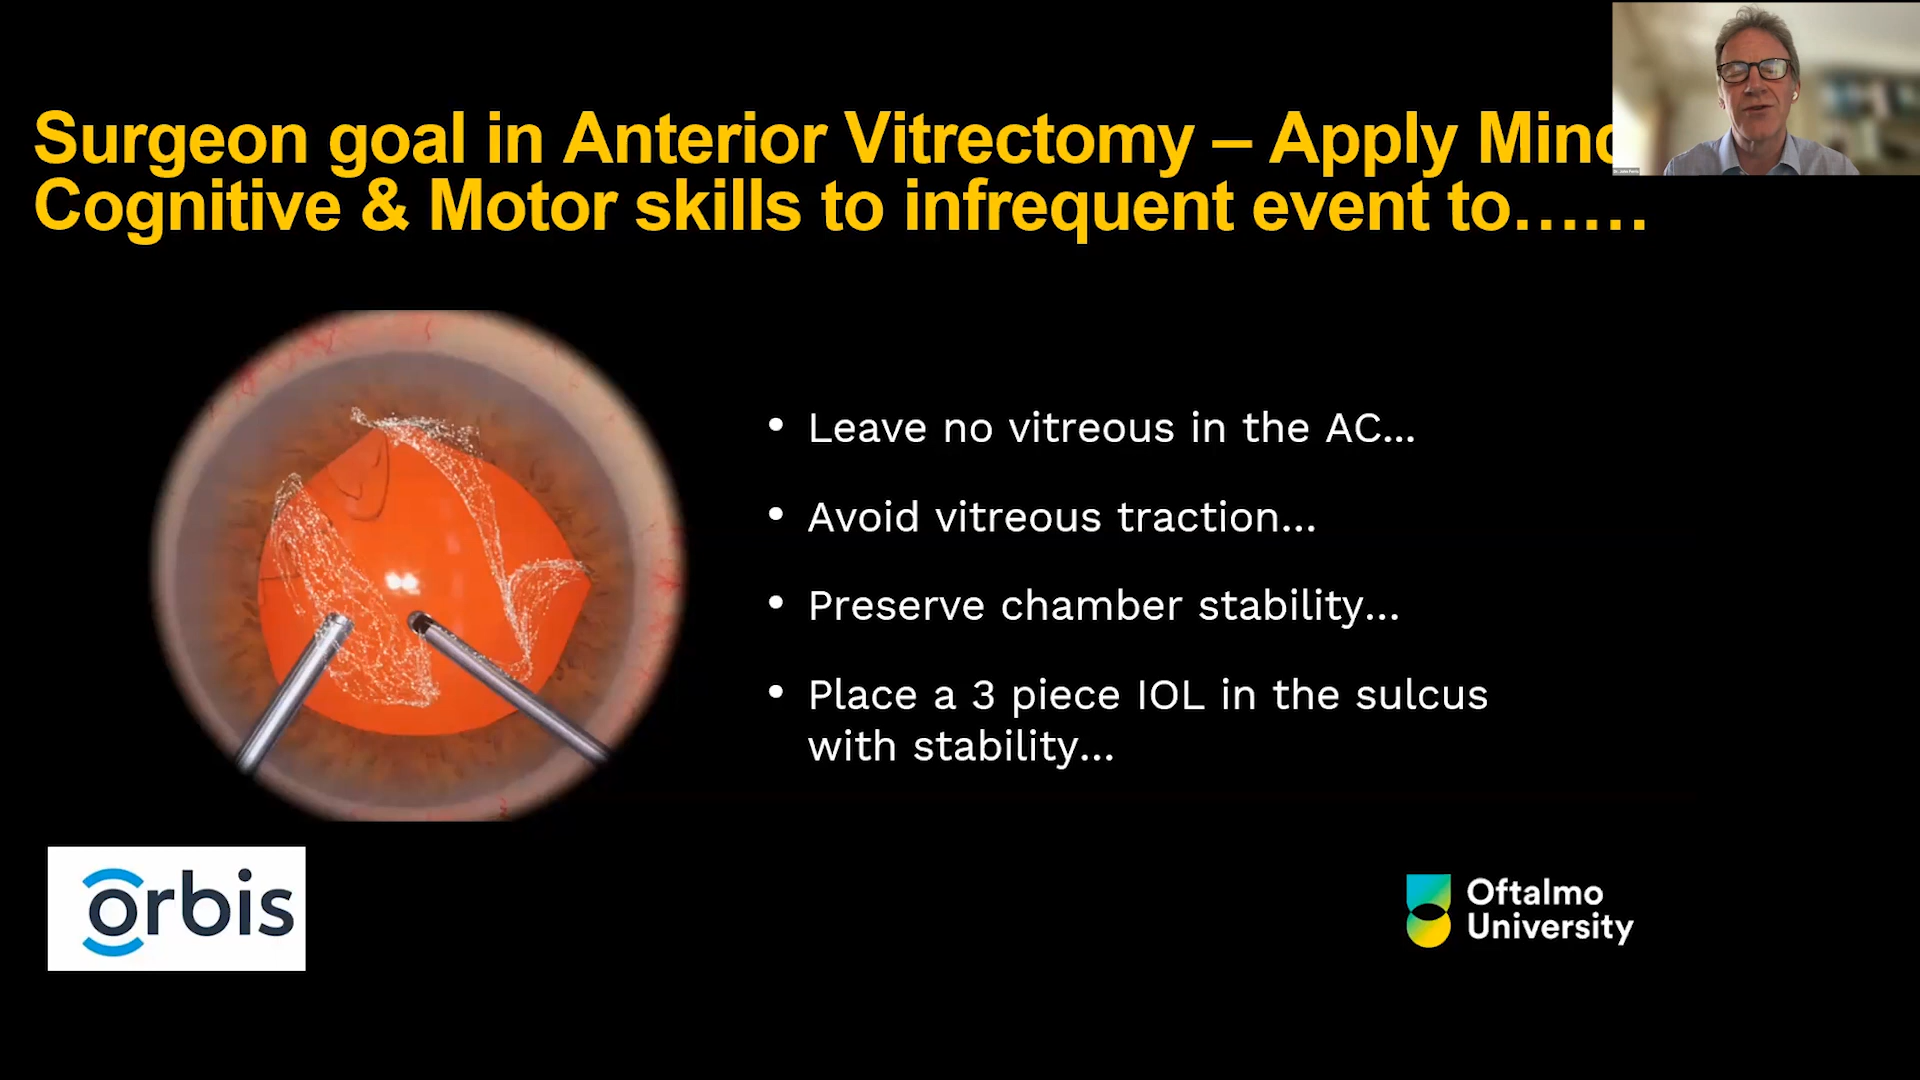 Surgeon goal in Anterior Vitrectomy – Apply Mind
Cognitive & Motor skills to infrequent event to……
• Leave no vitreous in the AC...
• Avoid vitreous traction...
• Preserve chamber stability...
• Place a 3 piece IOL in the sulcus
with stability...
orbis
Oftalmo
University